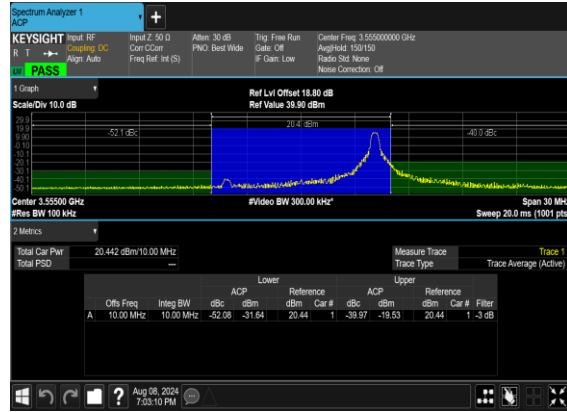 Spectrum Analyzer 1
ACP
KEYSIGHT Input: RF Input Z: 50 Ω Atten: 30 dB Trig: Free Run Center Freq: 3.555000000 GHz
R T Coupling: DC Corr CCorr PNO: Best Wide Gate: Off Avg|Hold: 150/150
Align: Auto Freq Ref: Int (S) IF Gain: Low Radio Std: None
PASS Noise Correction: Off
1 Graph
Ref Lvl Offset 18.80 dB
Scale/Div 10.0 dB Ref Value 39.90 dBm
29.9
19.9 -52.1 dBc 20.4 dBm -40.0 dBc
9.90
-0.10
-10.1
-20.1
-30.1
-40.1
-50.1
Center 3.55500 GHz #Video BW 300.00 kHz* Span 30 MHz
#Res BW 100 kHz Sweep 20.0 ms (1001 pts)
2 Metrics
Total Car Pwr 20.442 dBm/10.00 MHz Measure Trace Trace 1
Total PSD --- Trace Type Trace Average (Active)
Lower Upper
ACP Reference ACP Reference
Offs Freq Integ BW dBc dBm dBm Car # dBc dBm dBm Car # Filter
A 10.00 MHz 10.00 MHz -52.08 -31.64 20.44 1 -39.97 -19.53 20.44 1 -3 dB
? Aug 08, 2024
7:03:10 PM